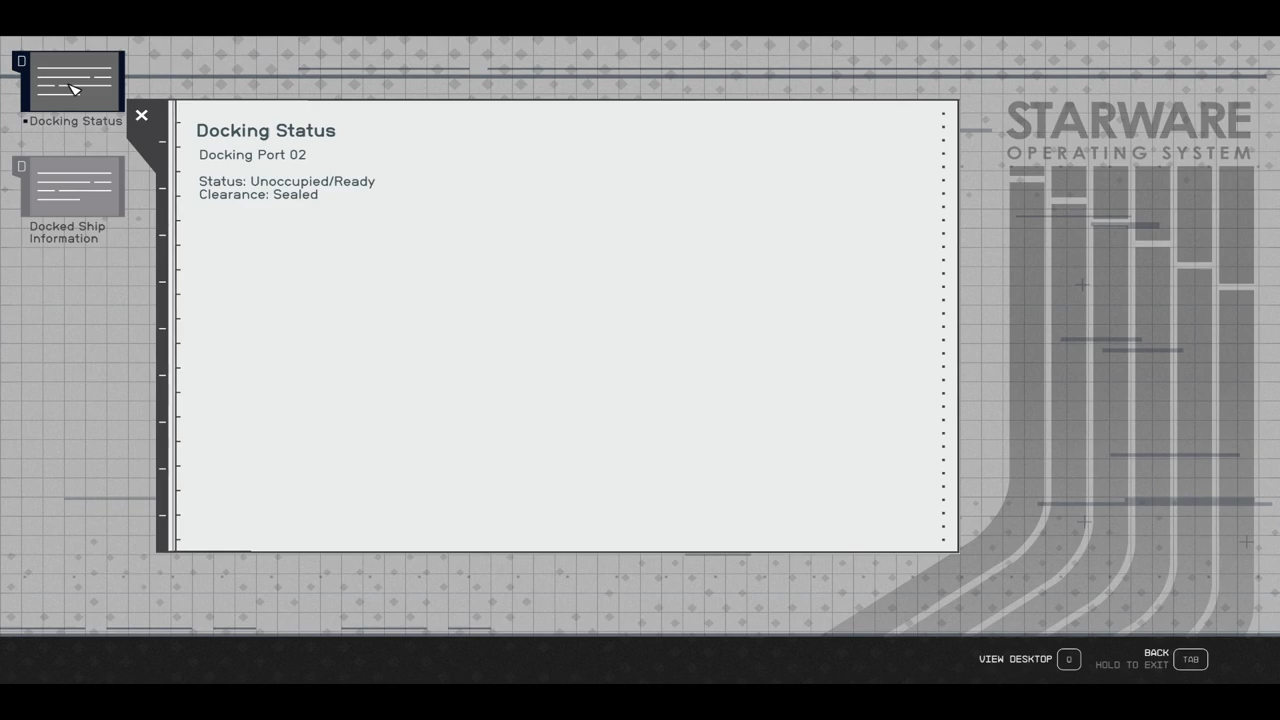 Docking Status
Docked Ship
Information
Docking Status
Docking Port 02
Status: Unoccupied/Ready
Clearance: Sealed
STARWARE
OPERATING SYSTEM
VIEW DESKTOP Q
BACK
HOLD TO EXIT TAB